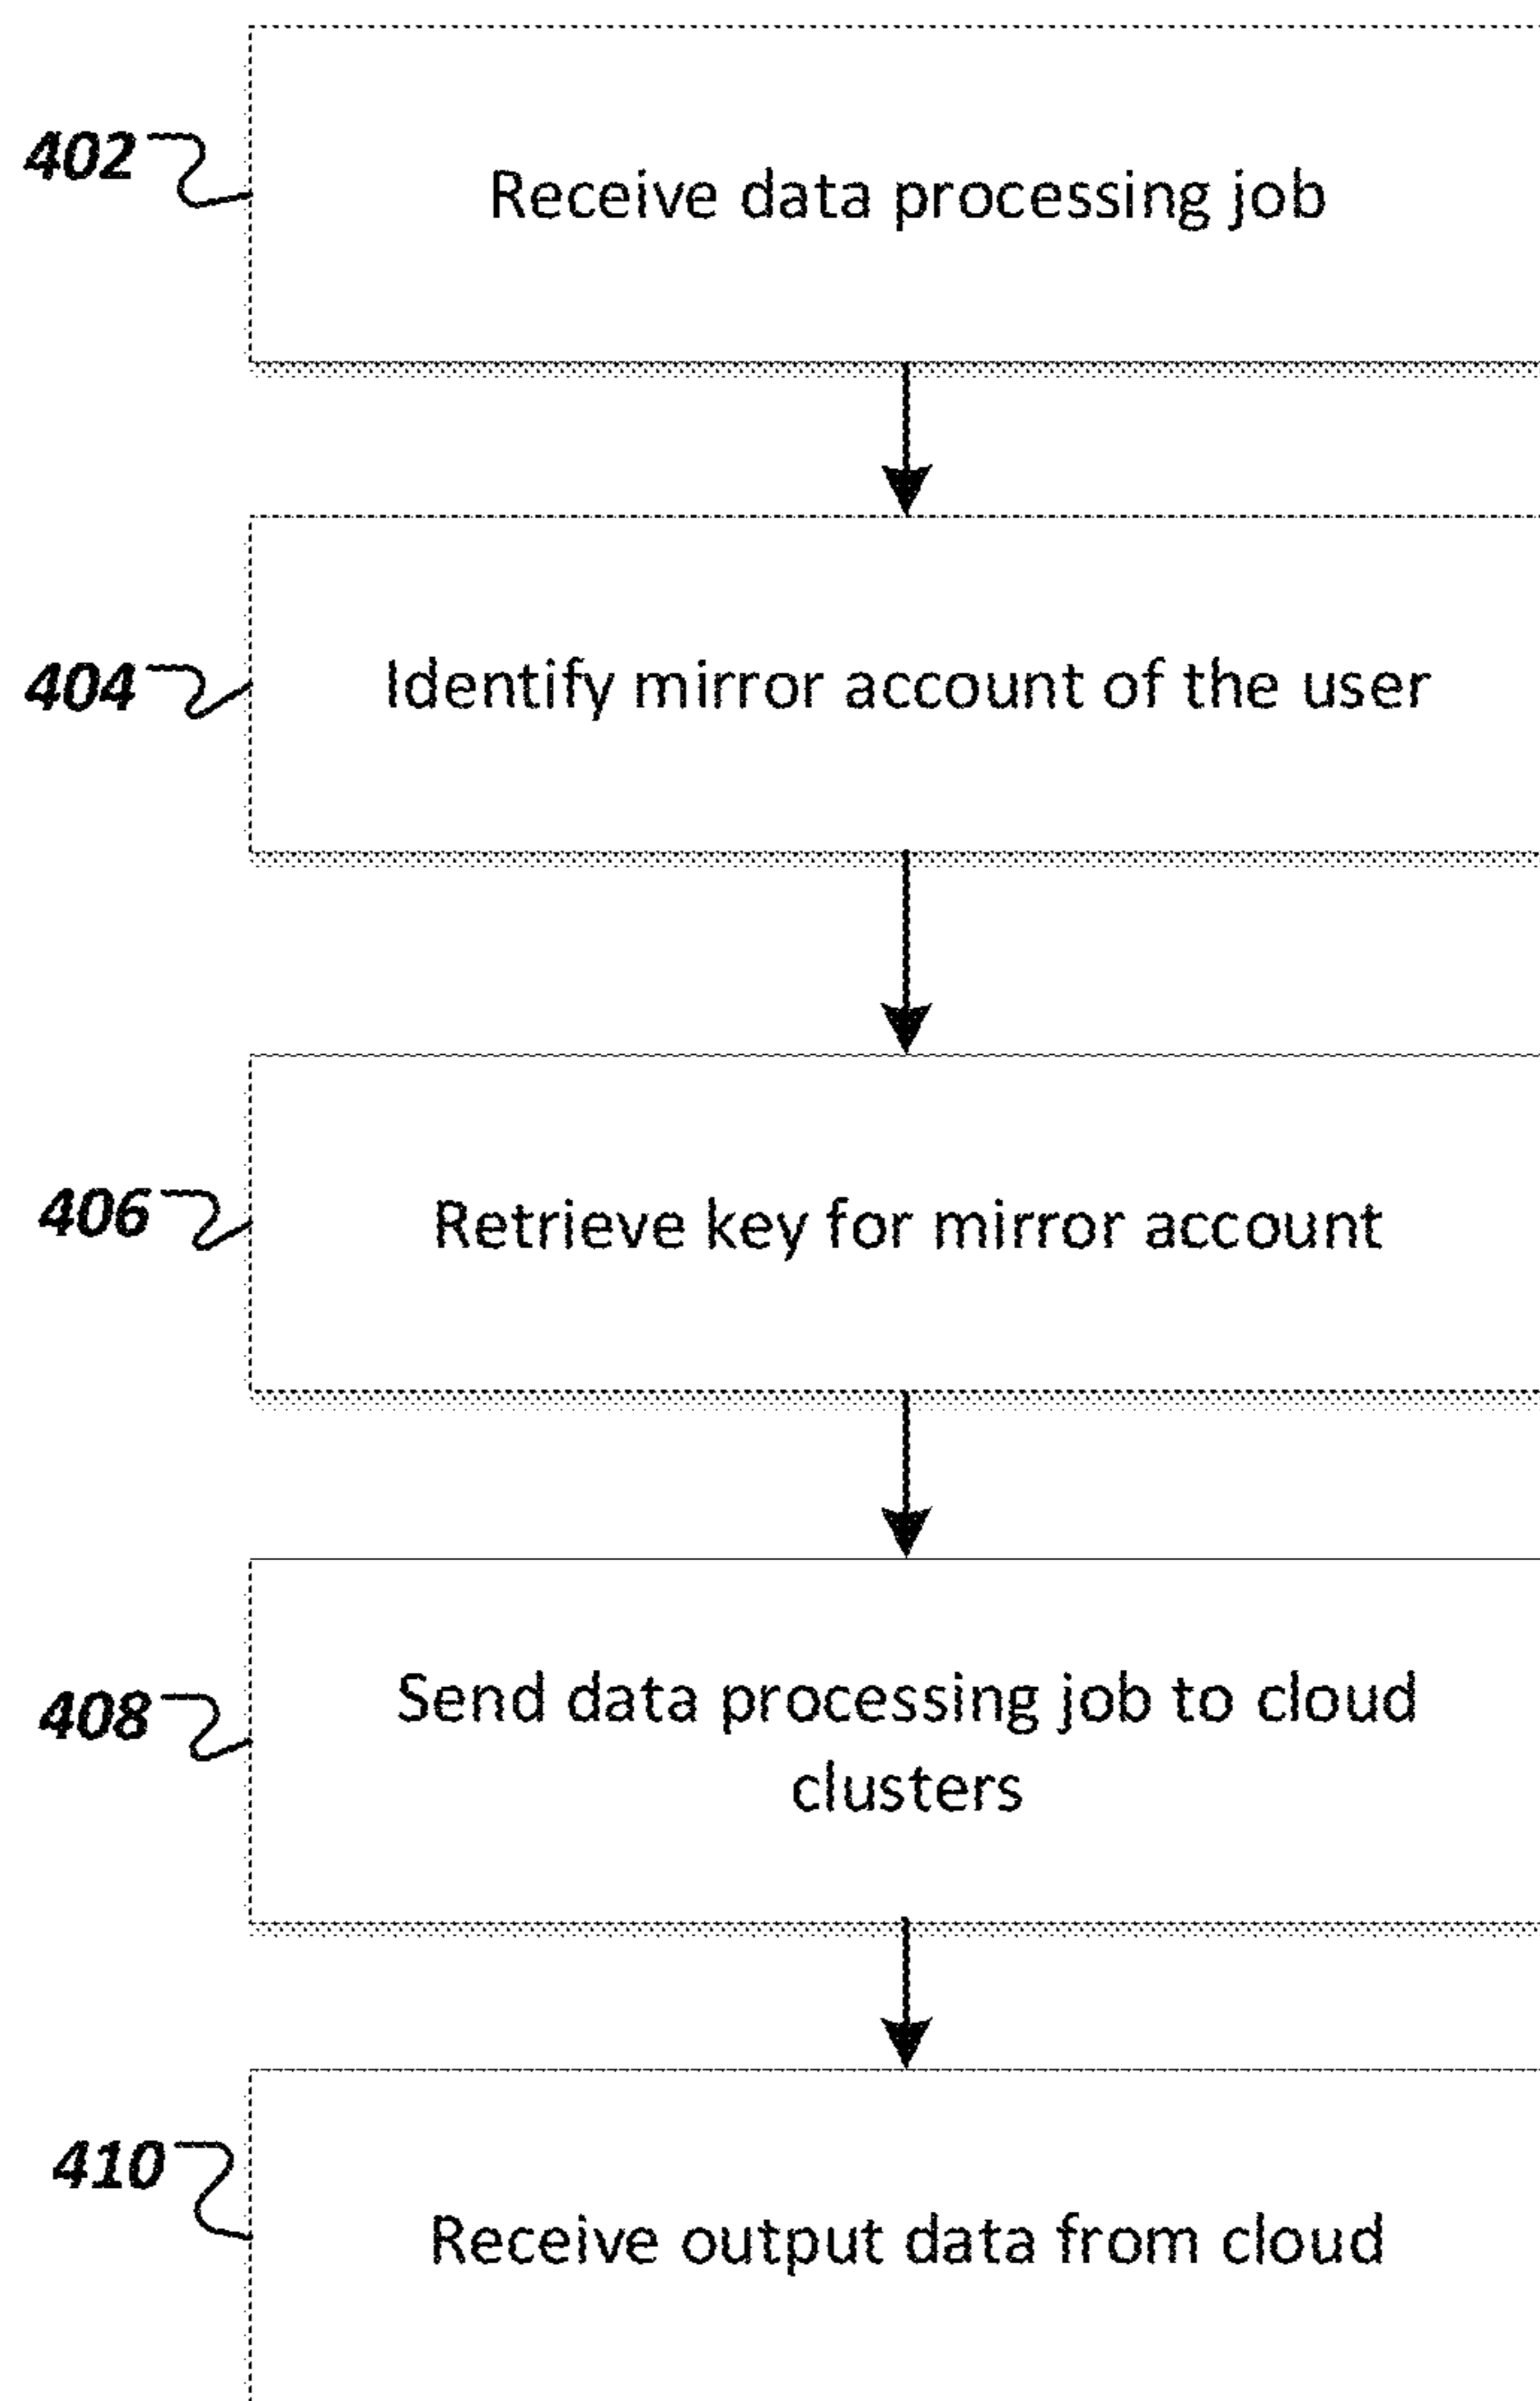 402
Receive data processing job
404
Identify mirror account of the user
406
Retrieve key for mirror account
408
Send data processing job to cloud
clusters
410
Receive output data from cloud